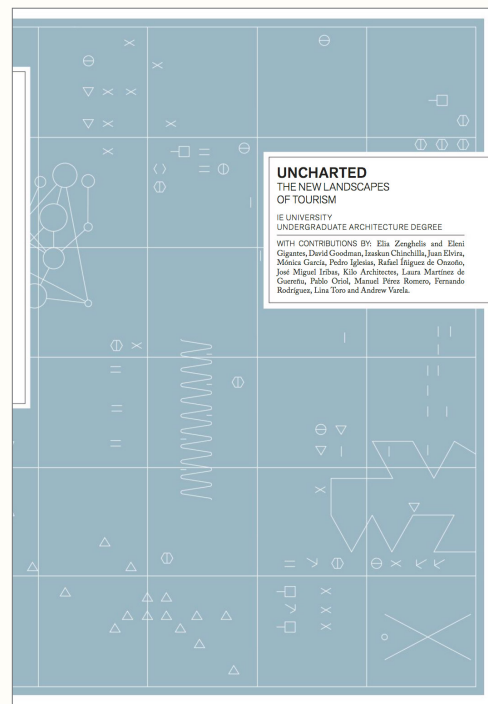 UNCHARTED
THE NEW LANDSCAPES
OF TOURISM
IE UNIVERSITY
UNDERGRADUATE ARCHITECTURE DEGREE
WITH CONTRIBUTIONS BY: Elia Zenghelis and Eleni
Gigantes, David Goodman, Izaskun Chinchilla, Juan Elvira,
Mónica García, Pedro Iglesias, Rafael Íñiguez de Onzoño,
José Miguel Iribas, Kilo Architectes, Laura Martínez de
Guereñu, Pablo Oriol, Manuel Pérez Romero, Fernando
Rodríguez, Lina Toro and Andrew Varela.